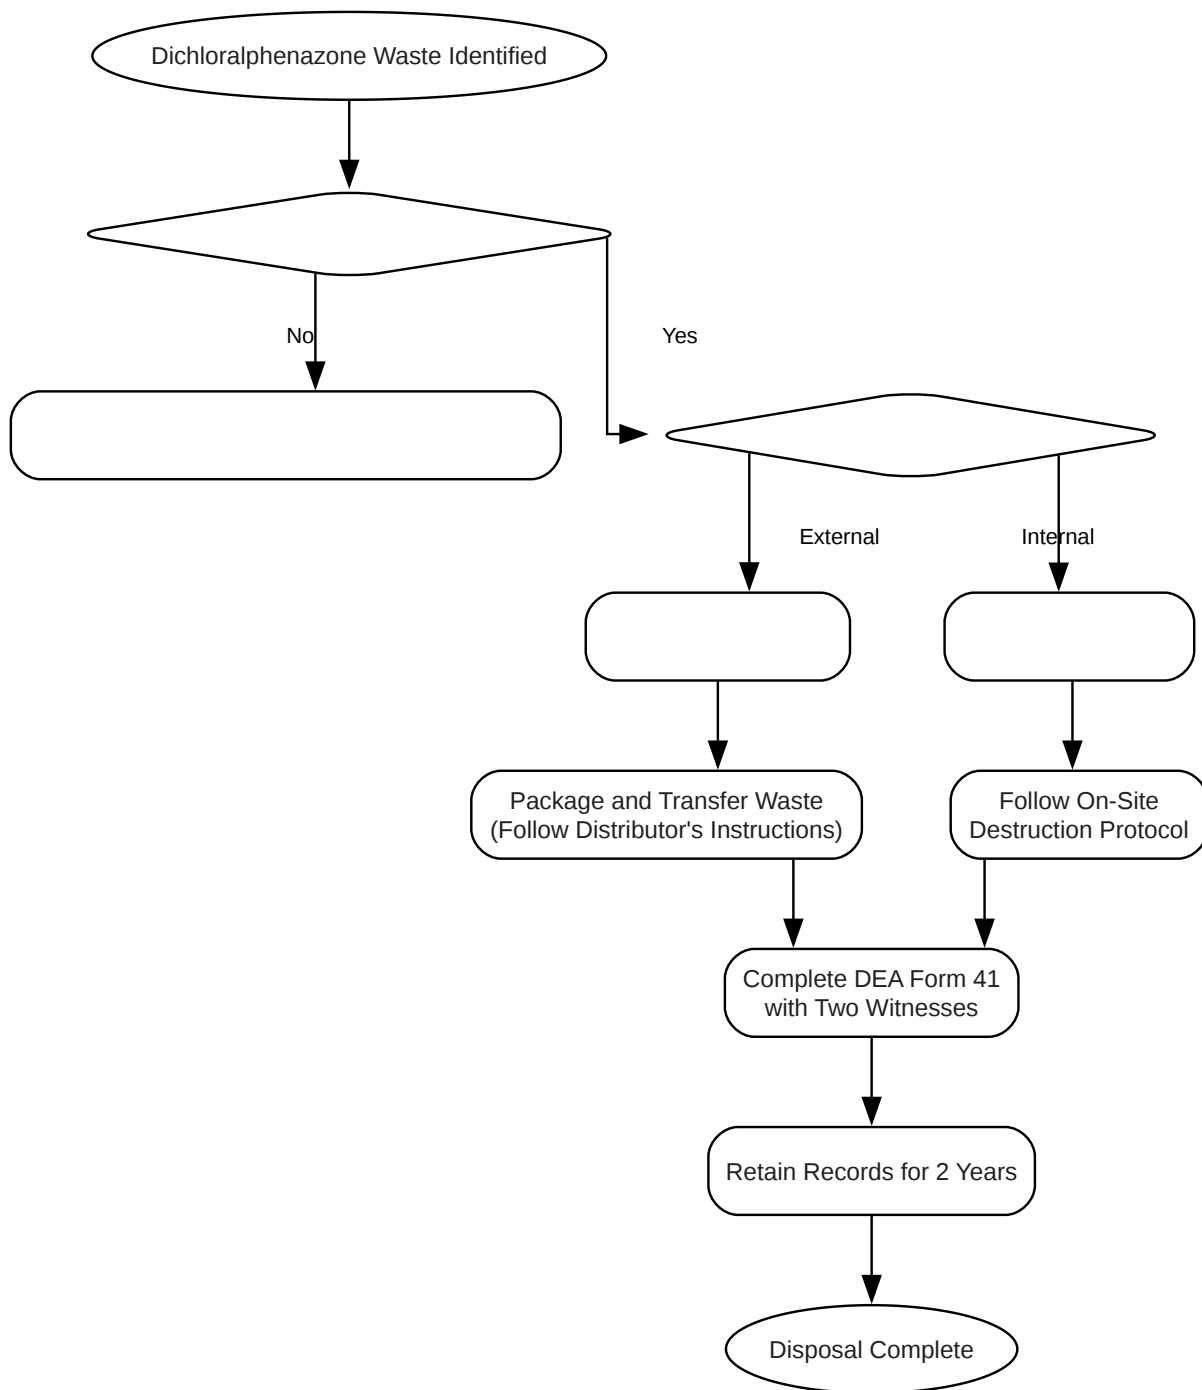 Dichloralphenazone Waste Identified
No
Yes
External
Internal
Package and Transfer Waste
(Follow Distributor's Instructions)
Follow On-Site
Destruction Protocol
Complete DEA Form 41
with Two Witnesses
Retain Records for 2 Years
Disposal Complete